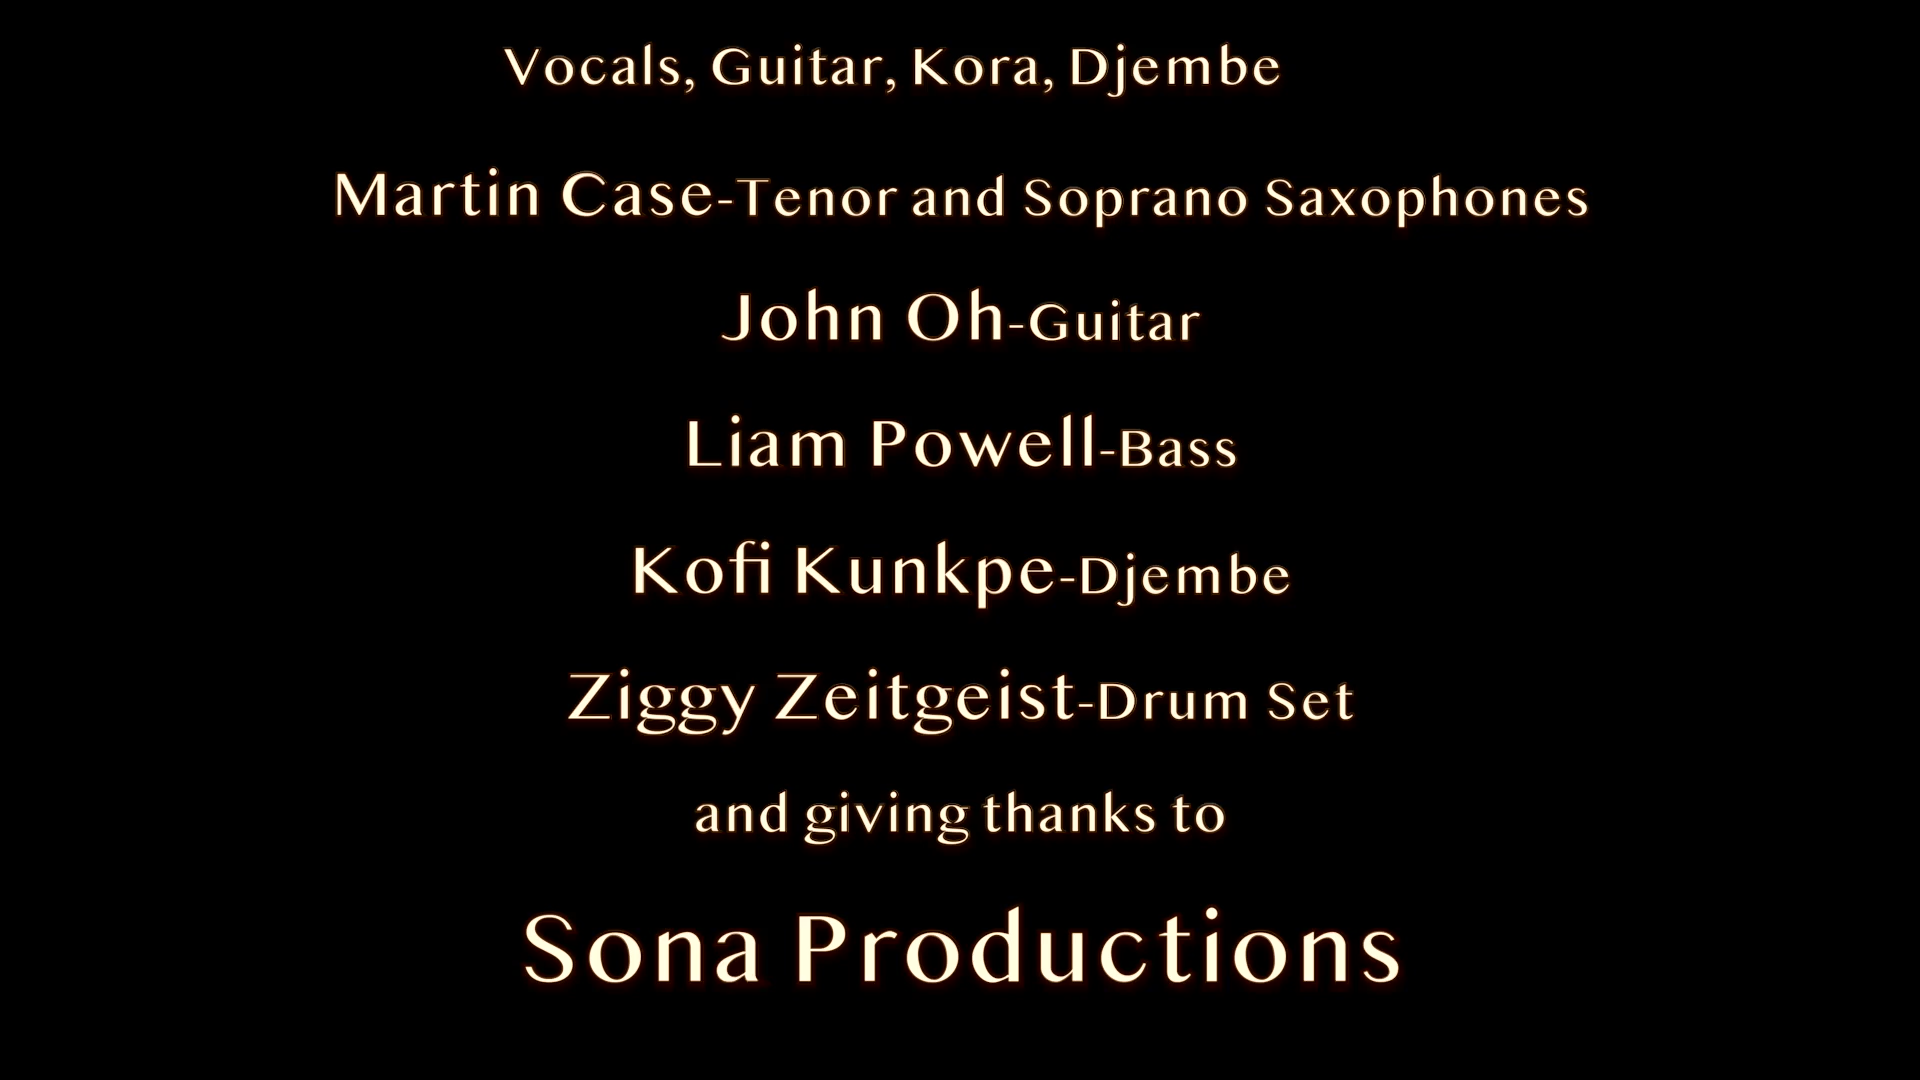 Vocals, Guitar, Kora, Djembe
Martin Case-Tenor and Soprano Saxophones
John Oh-Guitar
Liam Powell-Bass
Kofi Kunkpe-Djembe
Ziggy Zeitgeist-Drum Set
and giving thanks to
Sona Productions